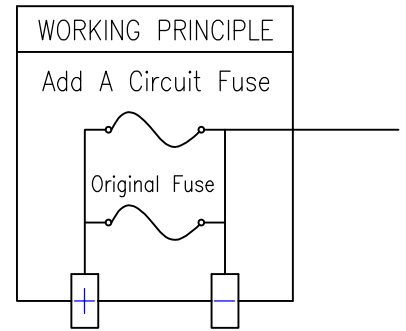 WORKING PRINCIPLE
Add A Circuit Fuse
Original Fuse
+ −